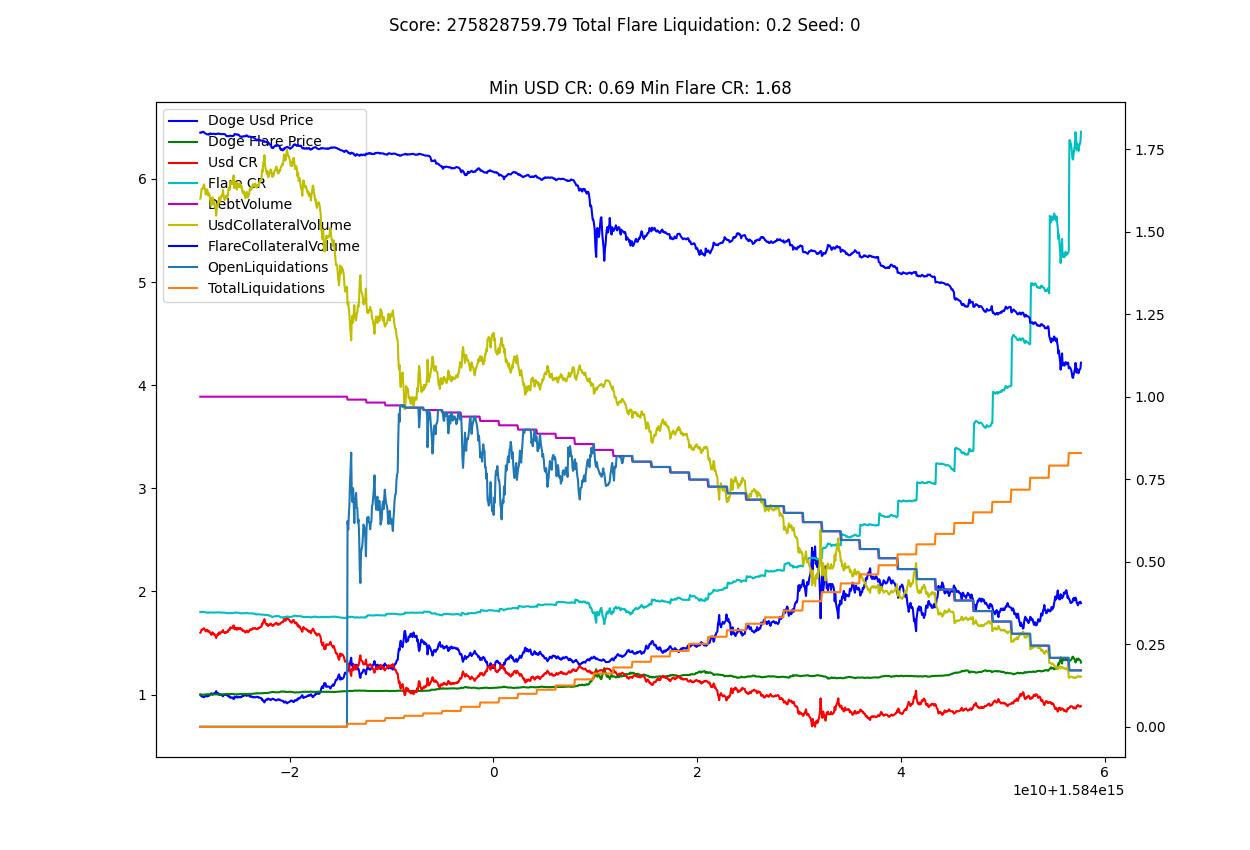 Score: 275828759.79 Total Flare Liquidation: 0.2 Seed: 0
Min USD CR: 0.69 Min Flare CR: 1.68
Doge Usd Price
Doge Flare Price
Usd CR
Flare CR
DebtVolume
UsdCollateralVolume
FlareCollateralVolume
OpenLiquidations
TotalLiquidations
6
5
4
3
2
1
1.75
1.50
1.25
1.00
0.75
0.50
0.25
0.00
−2 0 2 4 6
1e10+1.584e15